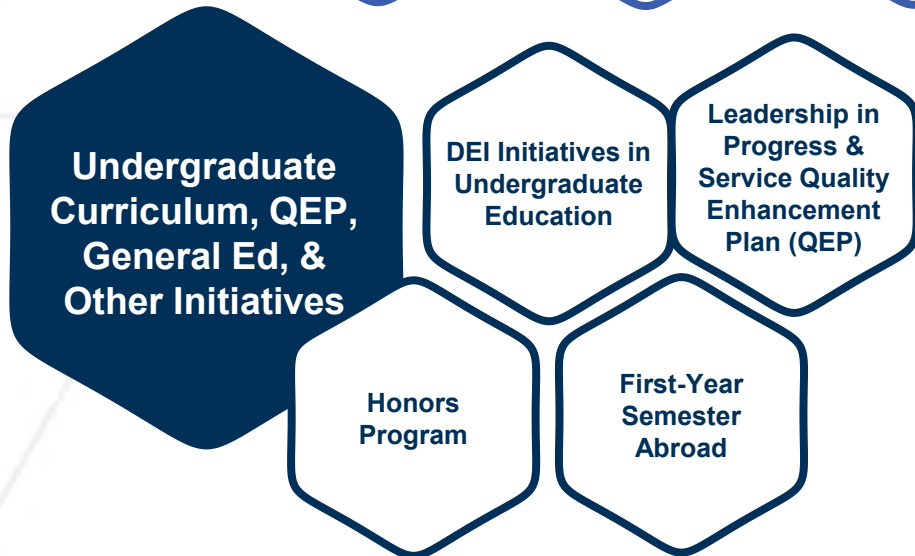 Undergraduate
Curriculum, QEP,
General Ed, &
Other Initiatives
DEI Initiatives in
Undergraduate
Education
Leadership in
Progress &
Service Quality
Enhancement
Plan (QEP)
Honors
Program
First-Year
Semester
Abroad